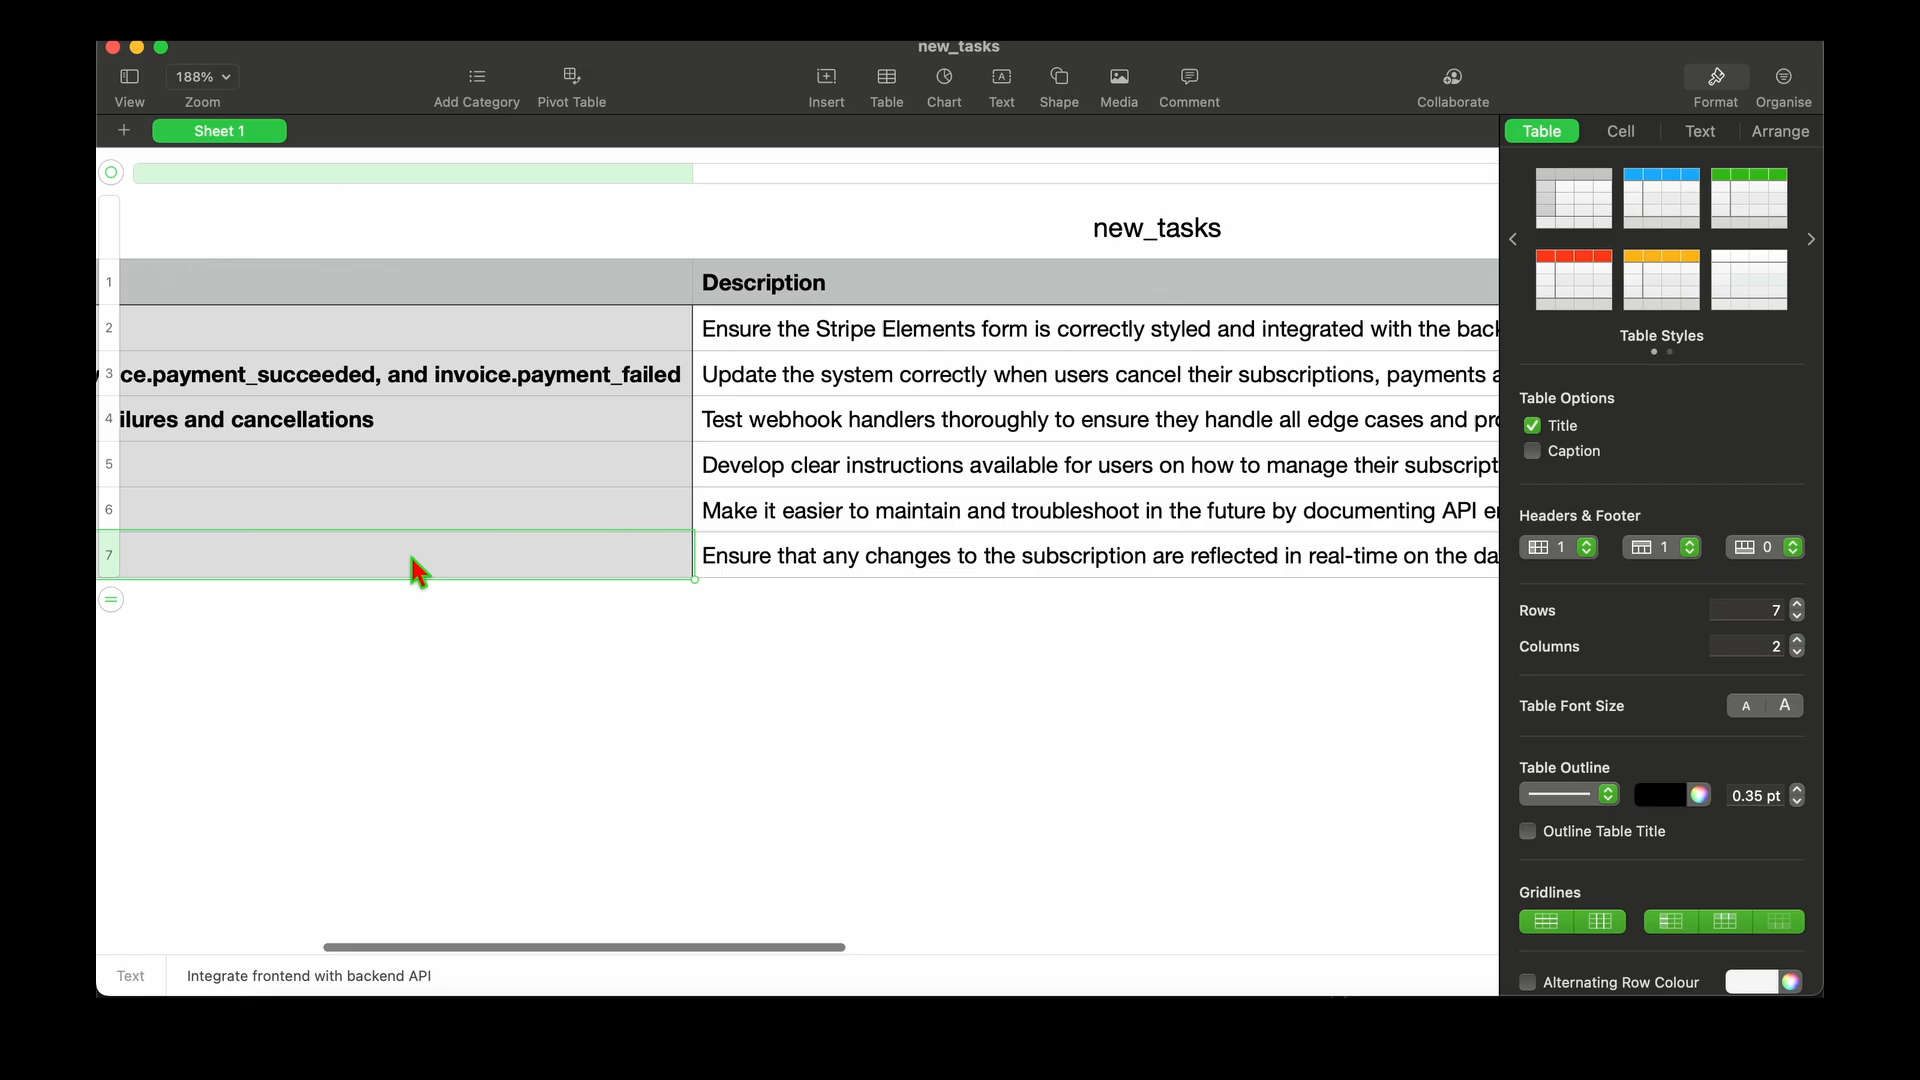 new_tasks
188%
View
Zoom
Add Category
Pivot Table
Insert
Table
Chart
Text
Shape
Media
Comment
Collaborate
Format
Organise
Sheet 1
Table
Cell
Text
Arrange
new_tasks
1
Description
2
Ensure the Stripe Elements form is correctly styled and integrated with the
3 ce.payment_succeeded, and invoice.payment_failed
Update the system correctly when users cancel their subscriptions, payments
4 ilures and cancellations
Test webhook handlers thoroughly to ensure they handle all edge cases and
5
Develop clear instructions available for users on how to manage their
6
Make it easier to maintain and troubleshoot in the future by documenting API
7
Ensure that any changes to the subscription are reflected in real-time on the
Table Styles
Table Options
Title
Caption
Headers & Footer
1
1
0
Rows
7
Columns
2
Table Font Size
A
A
Table Outline
0.35 pt
Outline Table Title
Gridlines
Alternating Row Colour
Text
Integrate frontend with backend API